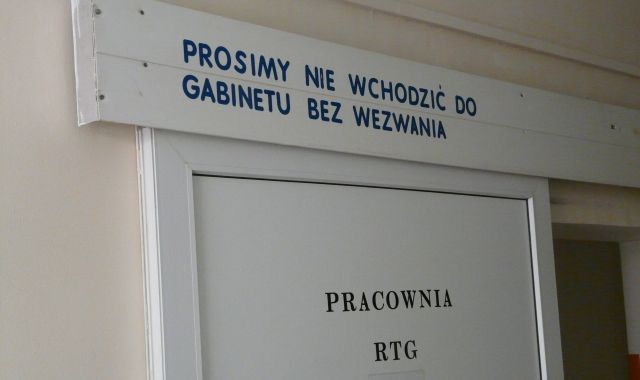 PROSIMY NIE WCHODZIĆ DO
GABINETU BEZ WEZWANIA
PRACOWNIA
RTG